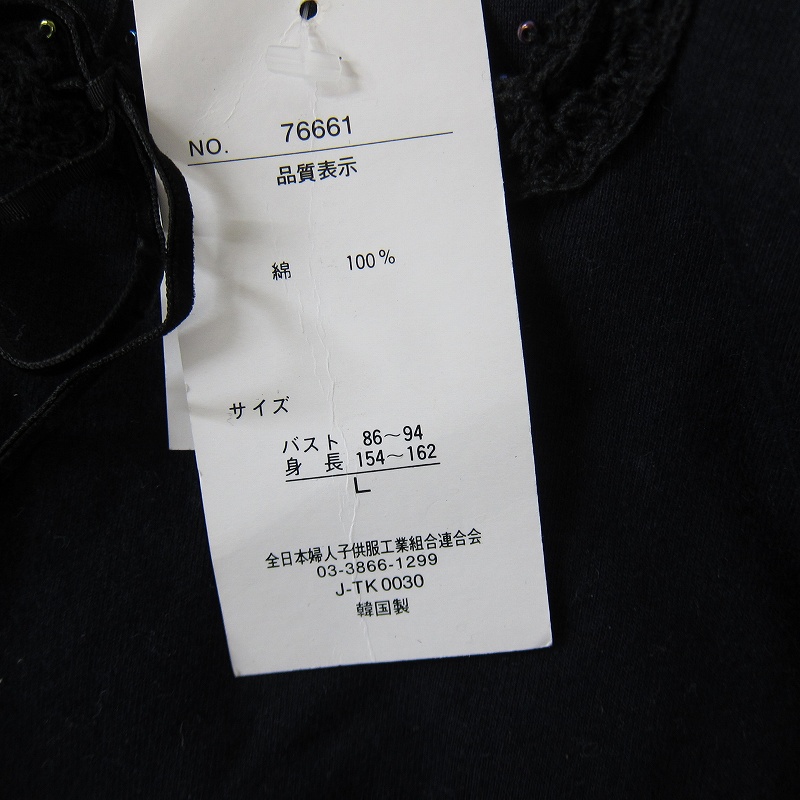 NO. 76661
品質表示
綿 100%
サイズ
バスト 86~94
身長 154~162
L
全日本婦人子供服工業組合連合会
03-3866-1299
J-TK0030
韓国製